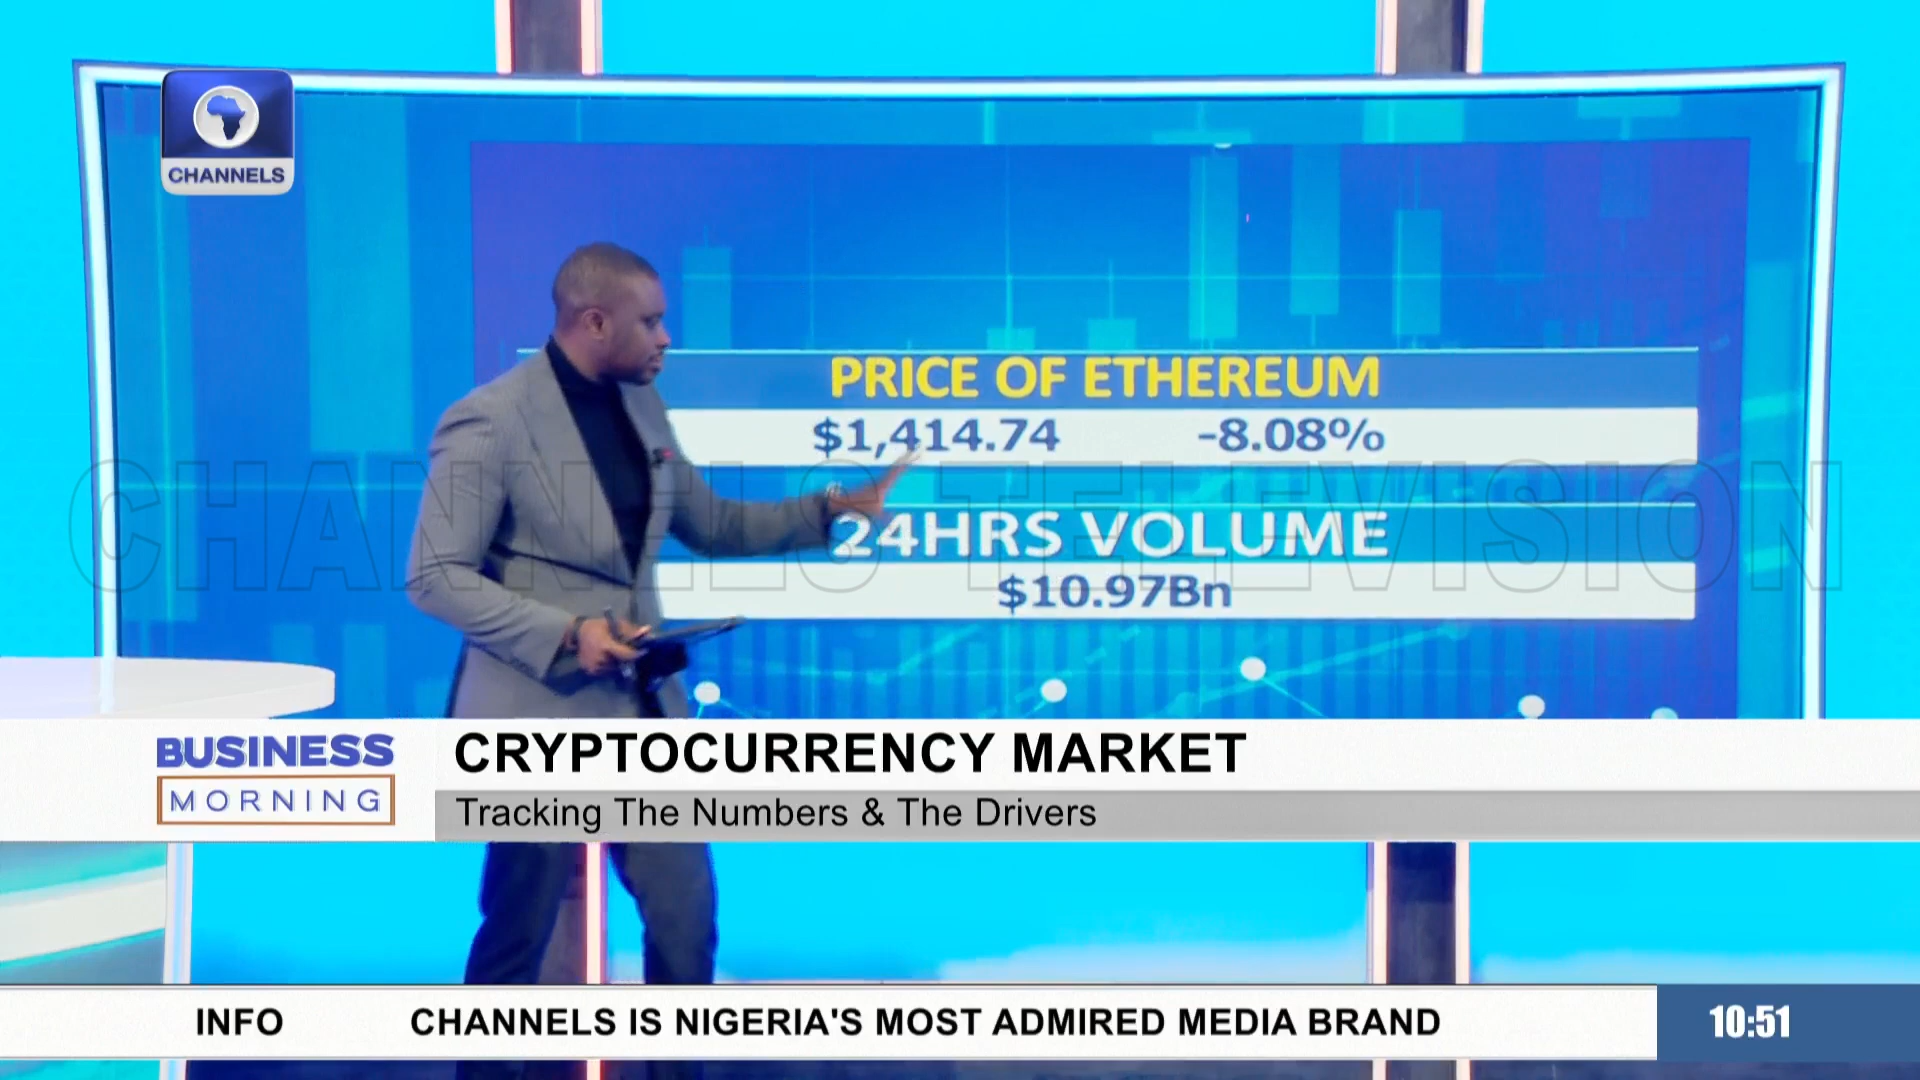 CHANNELS
PRICE OF ETHEREUM
$1,414.74 -8.08%
CHANNELS TELEVISION
24HRS VOLUME
$10.97Bn
BUSINESS
MORNING
CRYPTOCURRENCY MARKET
Tracking The Numbers & The Drivers
INFO CHANNELS IS NIGERIA'S MOST ADMIRED MEDIA BRAND 10:51